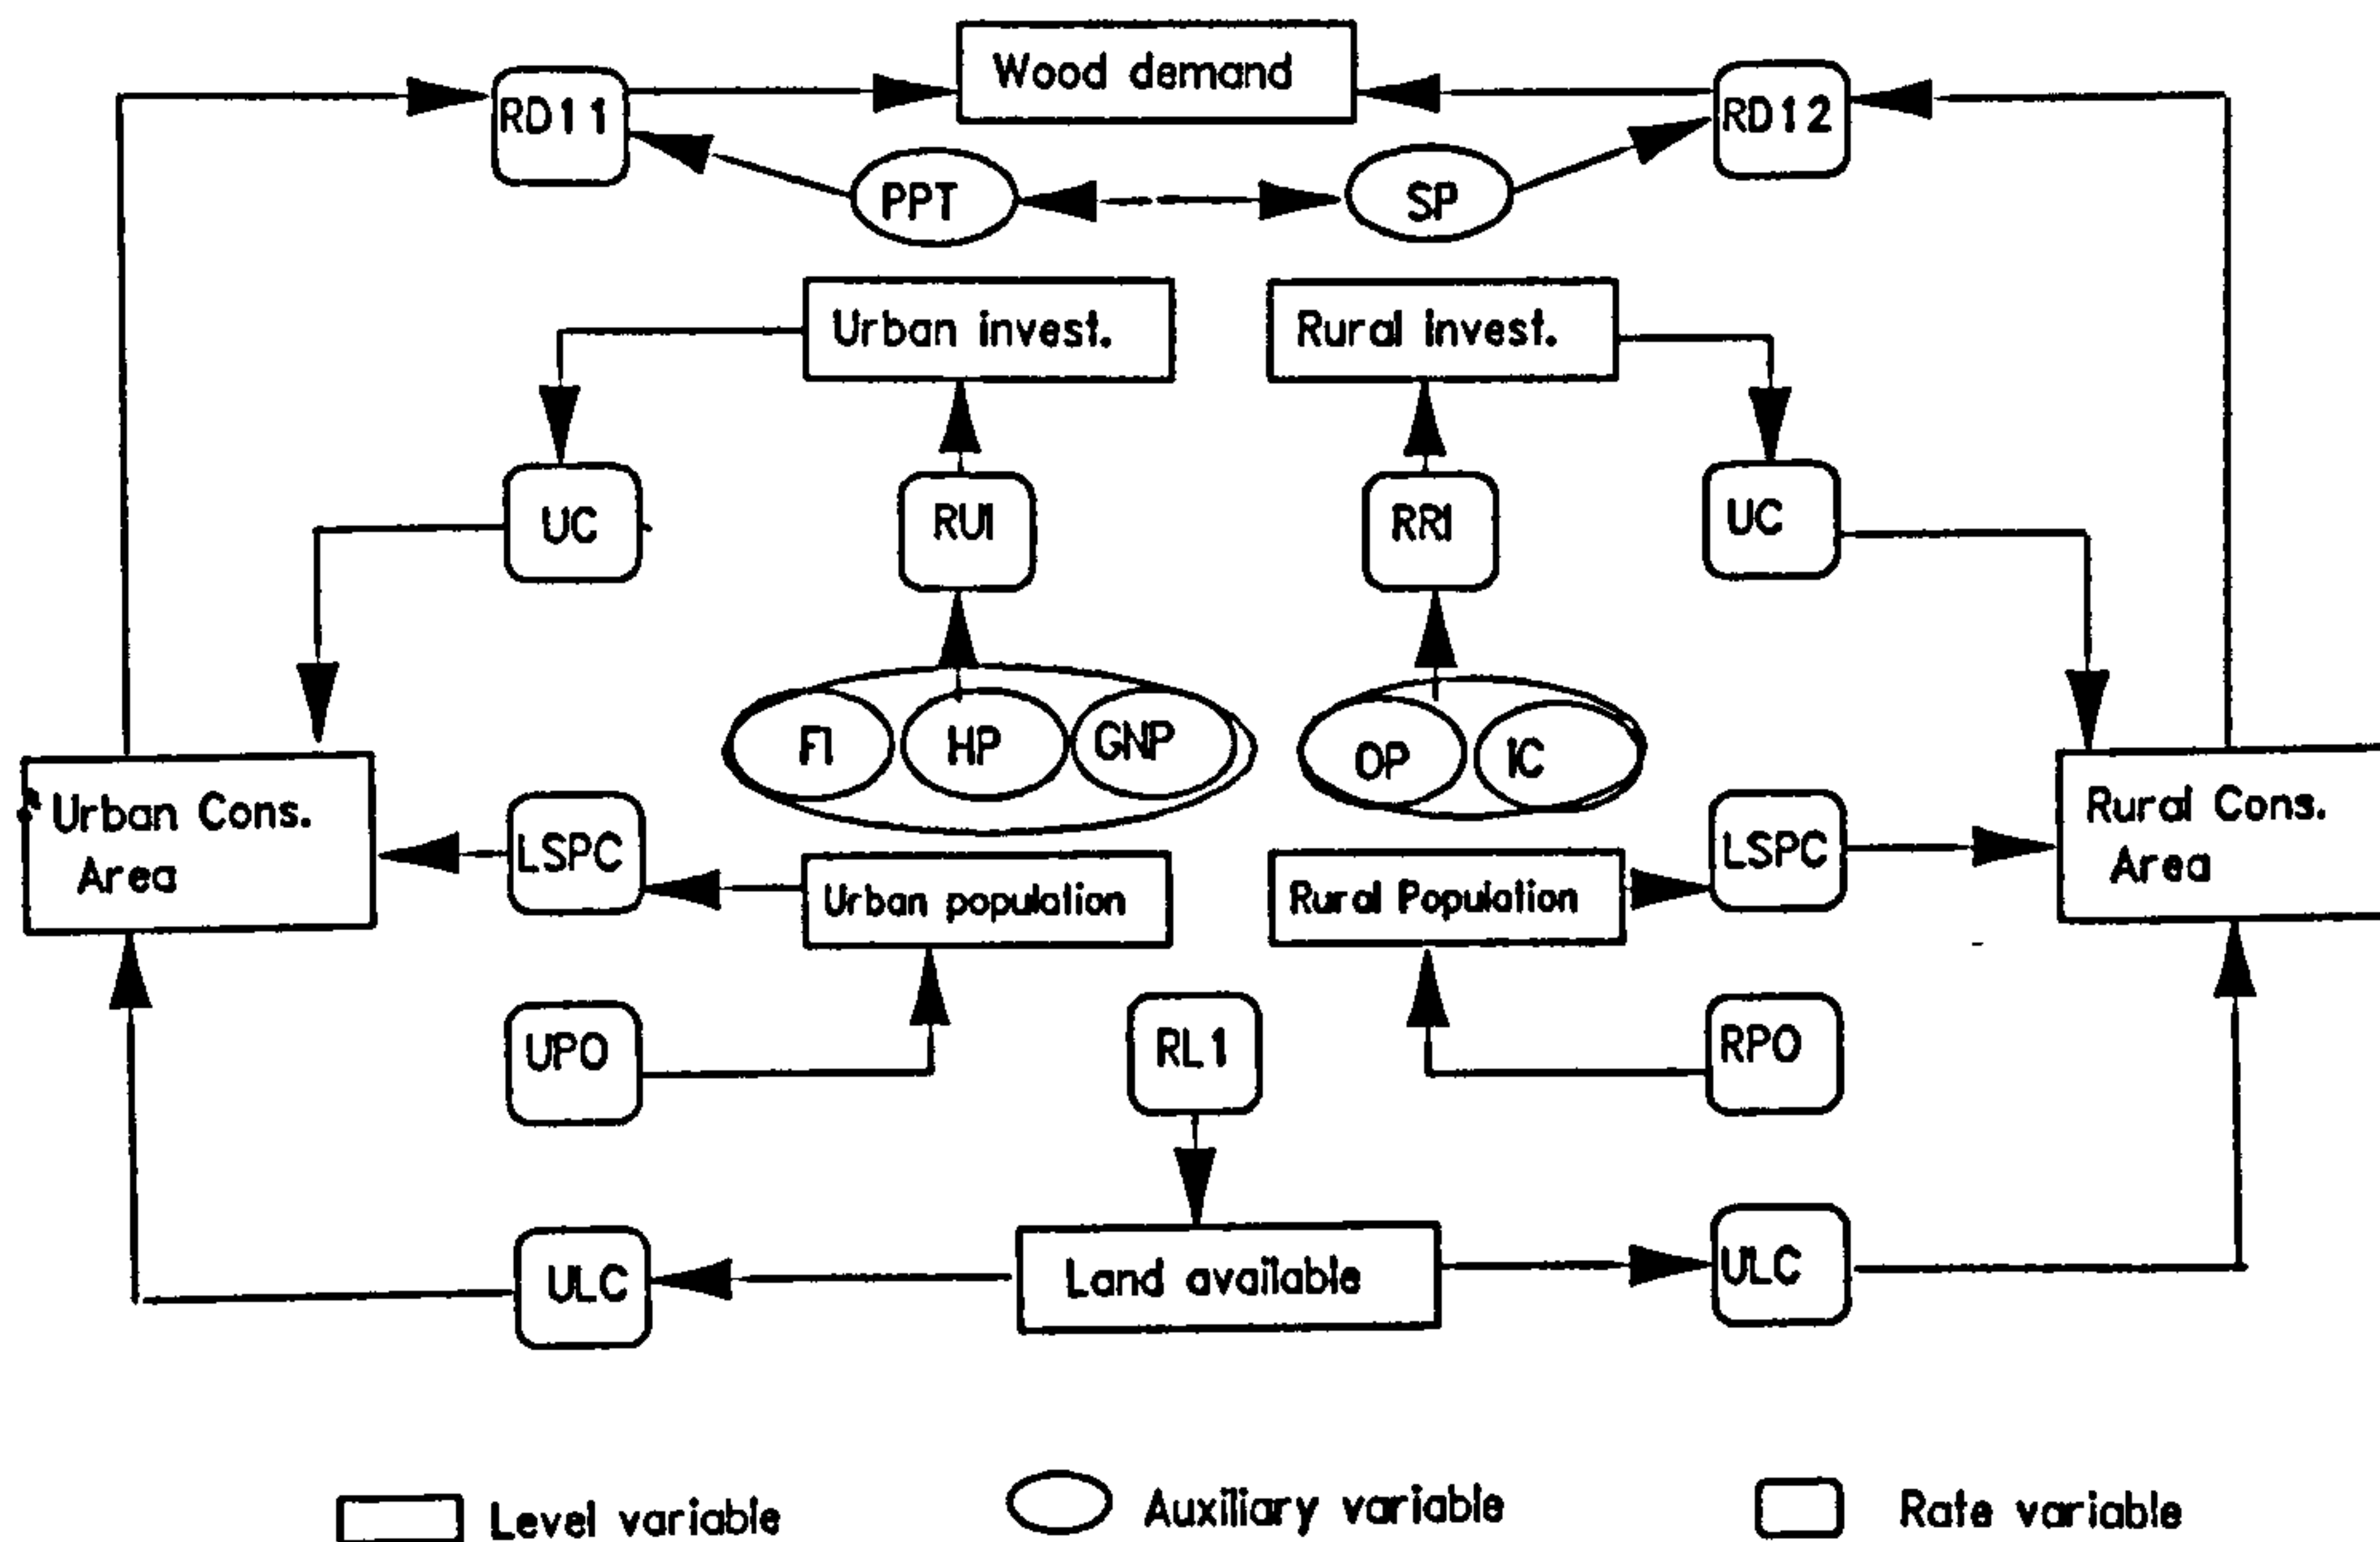 Wood demand
RD11
RD12
PPT
SP
Urban invest.
Rural invest.
UC
RUI
RRI
UC
FI
HP
GNP
OP
IC
Urban Cons.
Area
LSPC
Urban population
Rural Population
LSPC
Rural Cons.
Area
UPO
RL1
RPO
ULC
Land available
ULC
Level variable
Auxiliary variable
Rate variable